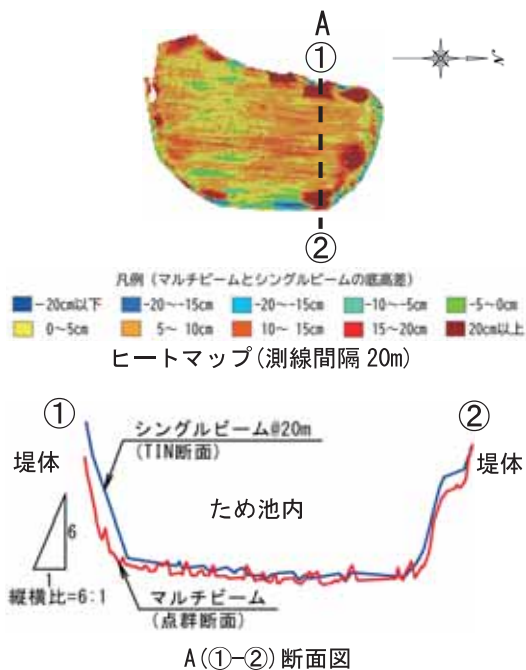 A
①
②
N
凡例(マルチビームとシングルビームの底高差)
-20cm以下 -20~-15cm -20~-15cm -10~-5cm -5~0cm
0~5cm 5~10cm 10~15cm 15~20cm 20cm以上
ヒートマップ(測線間隔20m)
① ②
シングルビーム@20m
(TIN断面)
堤体 堤体
ため池内
6
1
縦横比=6:1
マルチビーム
(点群断面)
A(①-②)断面図